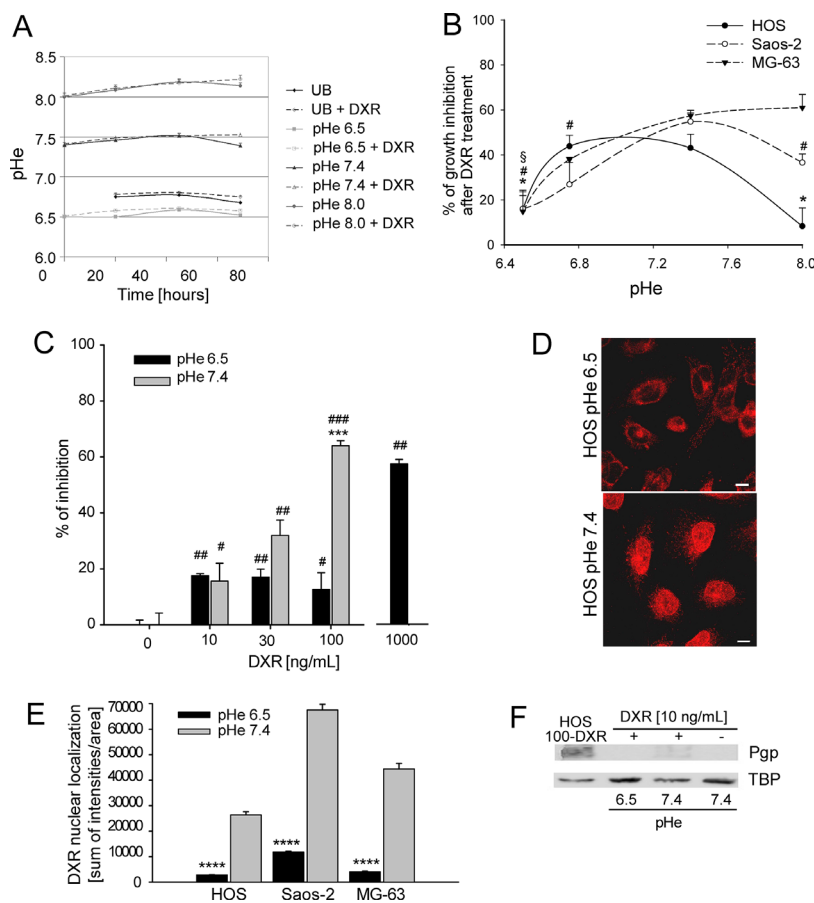 A
pHe
8.5
8.0
7.5
7.0
6.5
6.0
0 20 40 60 80 100
Time [hours]
UB
UB + DXR
pHe 6.5
pHe 6.5 + DXR
pHe 7.4
pHe 7.4 + DXR
pHe 8.0
pHe 8.0 + DXR
B
% of growth inhibition
after DXR treatment
100
80
60
40
20
0
6.4 6.8 7.2 7.6 8.0
pHe
HOS
Saos-2
MG-63
§
#
*
#
#
*
C
% of inhibition
100
80
60
40
20
0
pHe 6.5
pHe 7.4
## #
## ##
#
###
***
##
0 10 30 100 1000
DXR [ng/mL]
D
HOS pHe 6.5
HOS pHe 7.4
E
DXR nuclear localization
[sum of intensities/area]
70000
60000
50000
40000
30000
20000
10000
0
pHe 6.5
pHe 7.4
****
****
****
HOS Saos-2 MG-63
F
HOS
100-DXR
DXR [10 ng/mL]
+ + -
Pgp
TBP
6.5 7.4 7.4
pHe